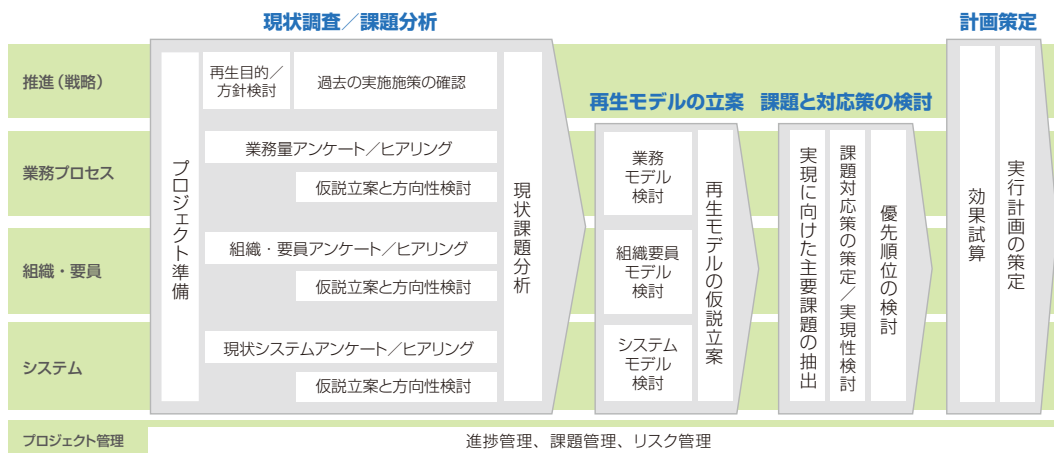 現状調査／課題分析
計画策定
再生モデルの立案
課題と対応策の検討
推進（戦略）
業務プロセス
組織・要員
システム
プロジェクト管理
プロジェクト準備
再生目的／
方針検討
過去の実施施策の確認
業務量アンケート／ヒアリング
仮説立案と方向性検討
組織・要員アンケート／ヒアリング
仮説立案と方向性検討
現状システムアンケート／ヒアリング
仮説立案と方向性検討
現状課題分析
業務
モデル
検討
組織要員
モデル
検討
システム
モデル
検討
再生モデルの仮説立案
実現に向けた主要課題の抽出
課題対応策の策定／実現性検討
優先順位の検討
効果試算
実行計画の策定
進捗管理、課題管理、リスク管理